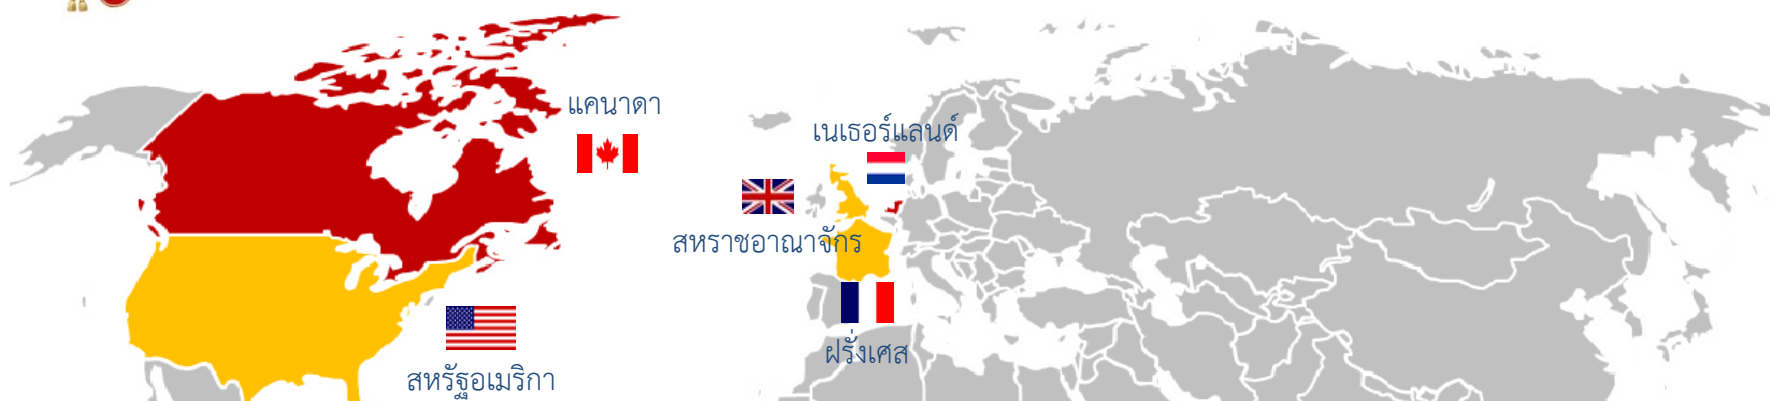 แคนาดา
เนเธอร์แลนด์
สหราชอาณาจักร
ฝรั่งเศส
สหรัฐอเมริกา